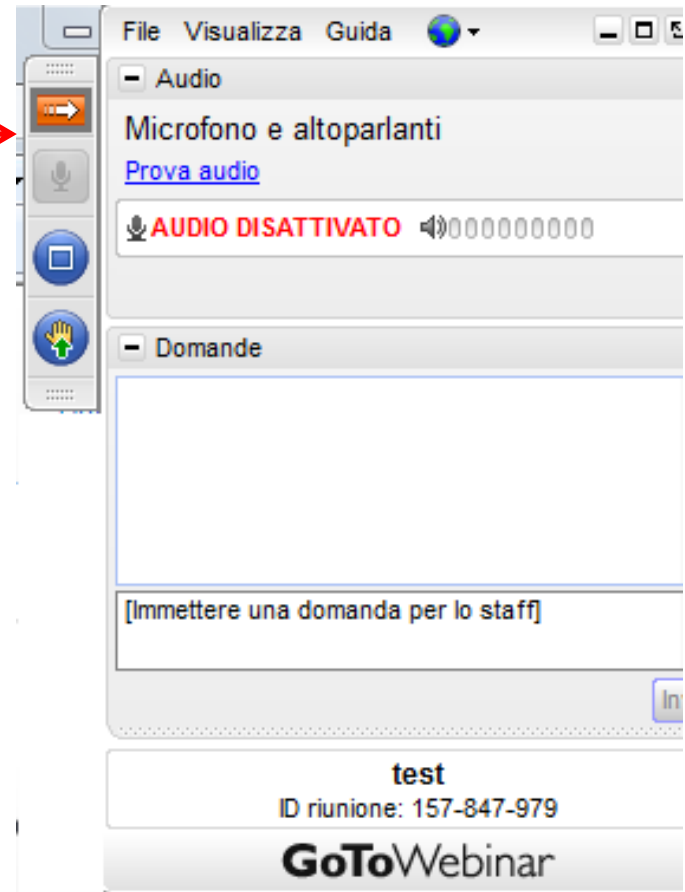 File Visualizza Guida
Audio
Microfono e altoparlanti
Prova audio
AUDIO DISATTIVATO
Domande
[Immettere una domanda per lo staff]
test
ID riunione: 157-847-979
GoToWebinar